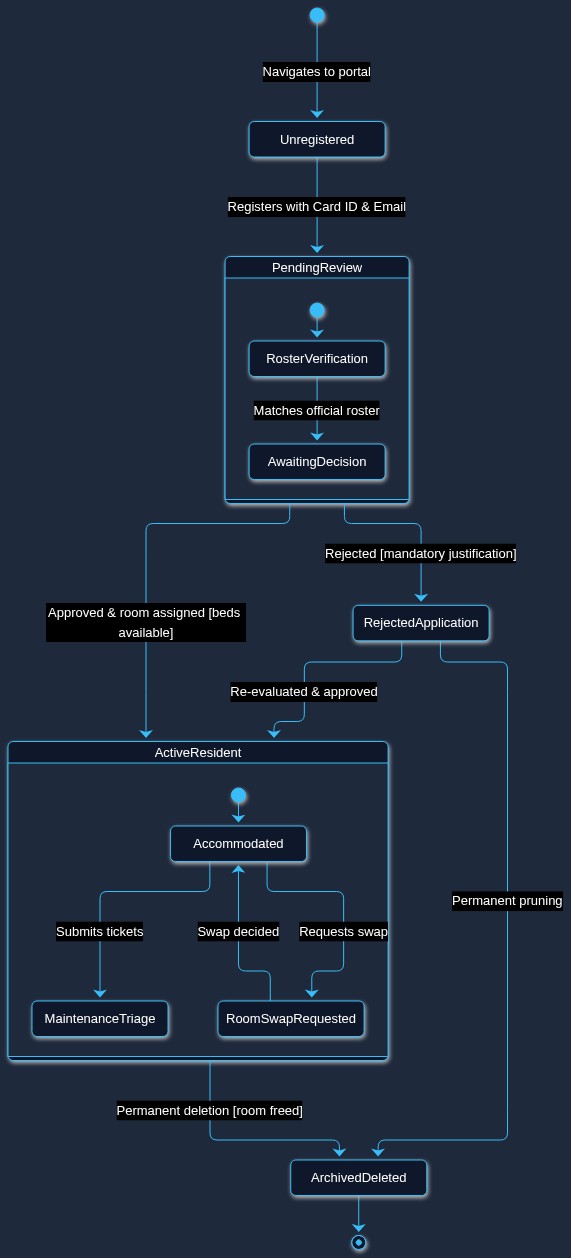 Navigates to portal
Unregistered
Registers with Card ID & Email
PendingReview
RosterVerification
Matches official roster
AwaitingDecision
Rejected [mandatory justification]
Approved & room assigned [beds
available]
RejectedApplication
Re-evaluated & approved
ActiveResident
Accommodated
Permanent pruning
Submits tickets
Swap decided
Requests swap
MaintenanceTriage
RoomSwapRequested
Permanent deletion [room freed]
ArchivedDeleted